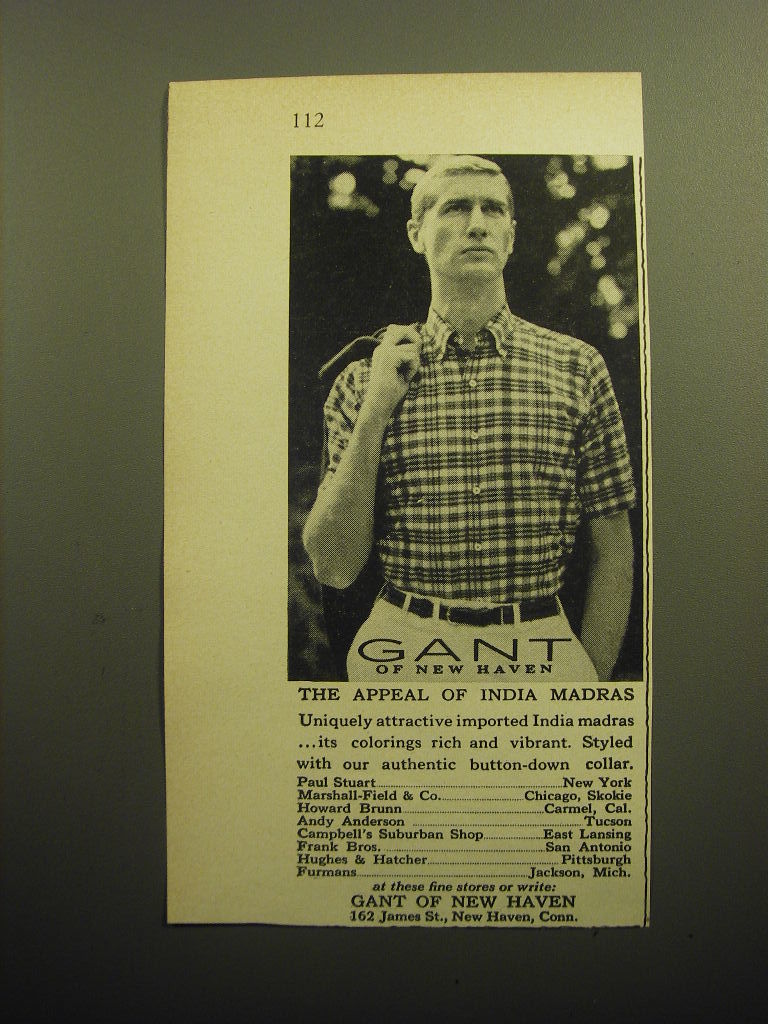 112
GANT
OF NEW HAVEN
THE APPEAL OF INDIA MADRAS
Uniquely attractive imported India madras
...its colorings rich and vibrant. Styled
with our authentic button-down collar.
Paul Stuart New York
Marshall-Field & Co. Chicago, Skokie
Howard Brunn Carmel, Cal.
Andy Anderson Tucson
Campbell's Suburban Shop East Lansing
Frank Bros. San Antonio
Hughes & Hatcher Pittsburgh
Furmans Jackson, Mich.
at these fine stores or write:
GANT OF NEW HAVEN
162 James St., New Haven, Conn.